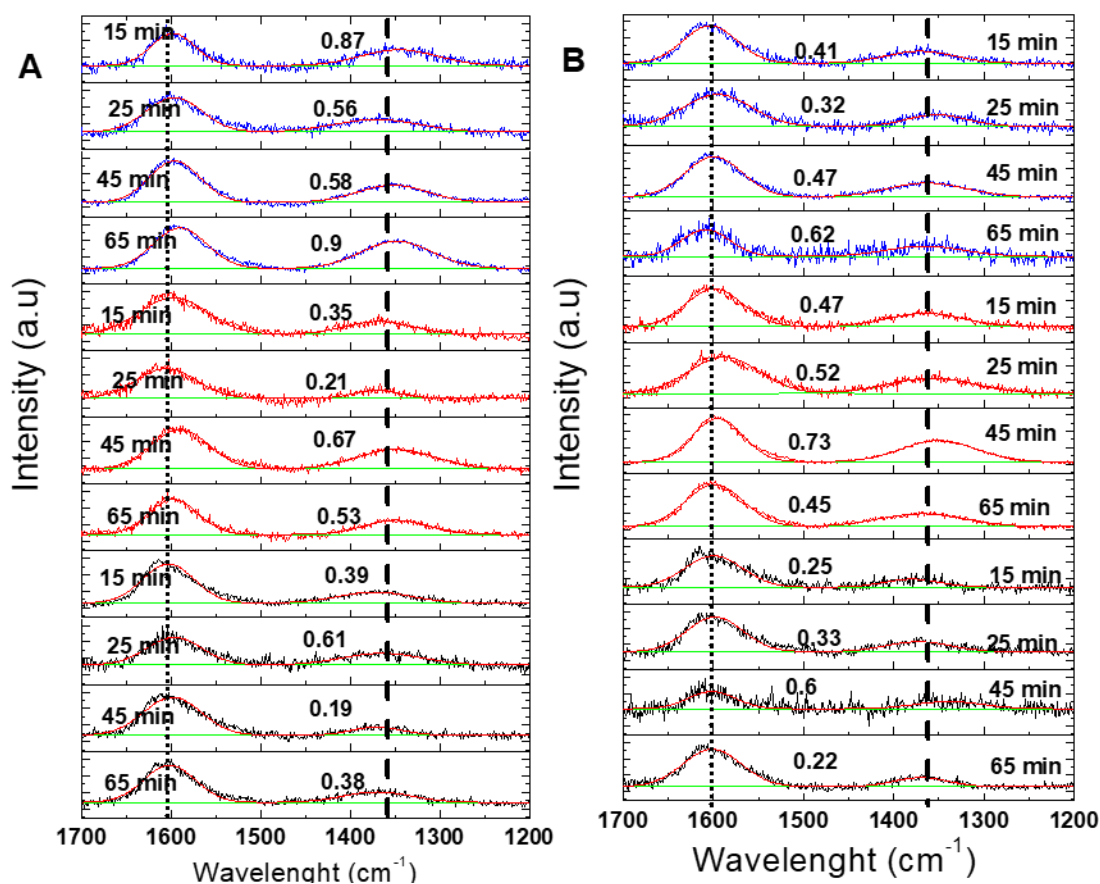 A
Intensity (a.u)
15 min 0.87
25 min 0.56
45 min 0.58
65 min 0.9
15 min 0.35
25 min 0.21
45 min 0.67
65 min 0.53
15 min 0.39
25 min 0.61
45 min 0.19
65 min 0.38
1700 1600 1500 1400 1300 1200
Wavelenght (cm-1)
B
Intensity (a.u)
0.41 15 min
0.32 25 min
0.47 45 min
0.62 65 min
0.47 15 min
0.52 25 min
0.73 45 min
0.45 65 min
0.25 15 min
0.33 25 min
0.6 45 min
0.22 65 min
1700 1600 1500 1400 1300 1200
Wavelenght (cm-1)